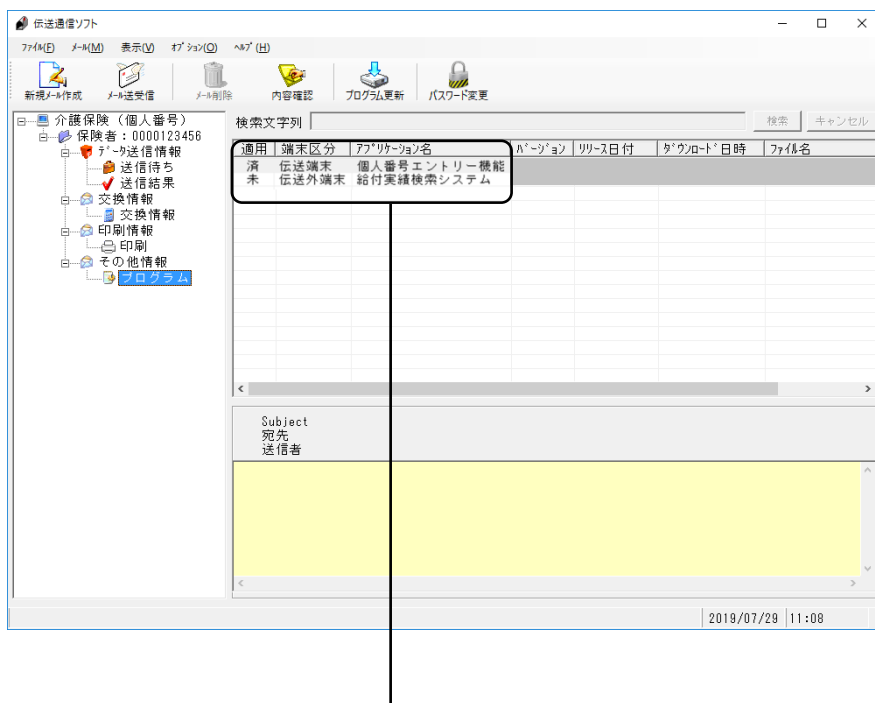 伝送通信ソフト
ﾌｧｲﾙ(F) ﾒｰﾙ(M) 表示(V) ｵﾌﾟｼｮﾝ(O) ﾍﾙﾌﾟ(H)
新規ﾒｰﾙ作成 ﾒｰﾙ送受信 ﾒｰﾙ削除 内容確認 ﾌﾟﾛｸﾞﾗﾑ更新 ﾊﾟｽﾜｰﾄﾞ変更
介護保険（個人番号）
保険者：0000123456
ﾃﾞｰﾀ送信情報
送信待ち
送信結果
交換情報
交換情報
印刷情報
印刷
その他情報
プログラム
検索文字列 検索 キャンセル
適用 端末区分 ｱﾌﾟﾘｹｰｼｮﾝ名 ﾊﾞｰｼﾞｮﾝ ﾘﾘｰｽ日付 ﾀﾞｳﾝﾛｰﾄﾞ日時 ﾌｧｲﾙ名
済 伝送端末 個人番号エントリー機能
未 伝送外端末 給付実績検索システム
Subject
宛先
送信者
2019/07/29 11:08